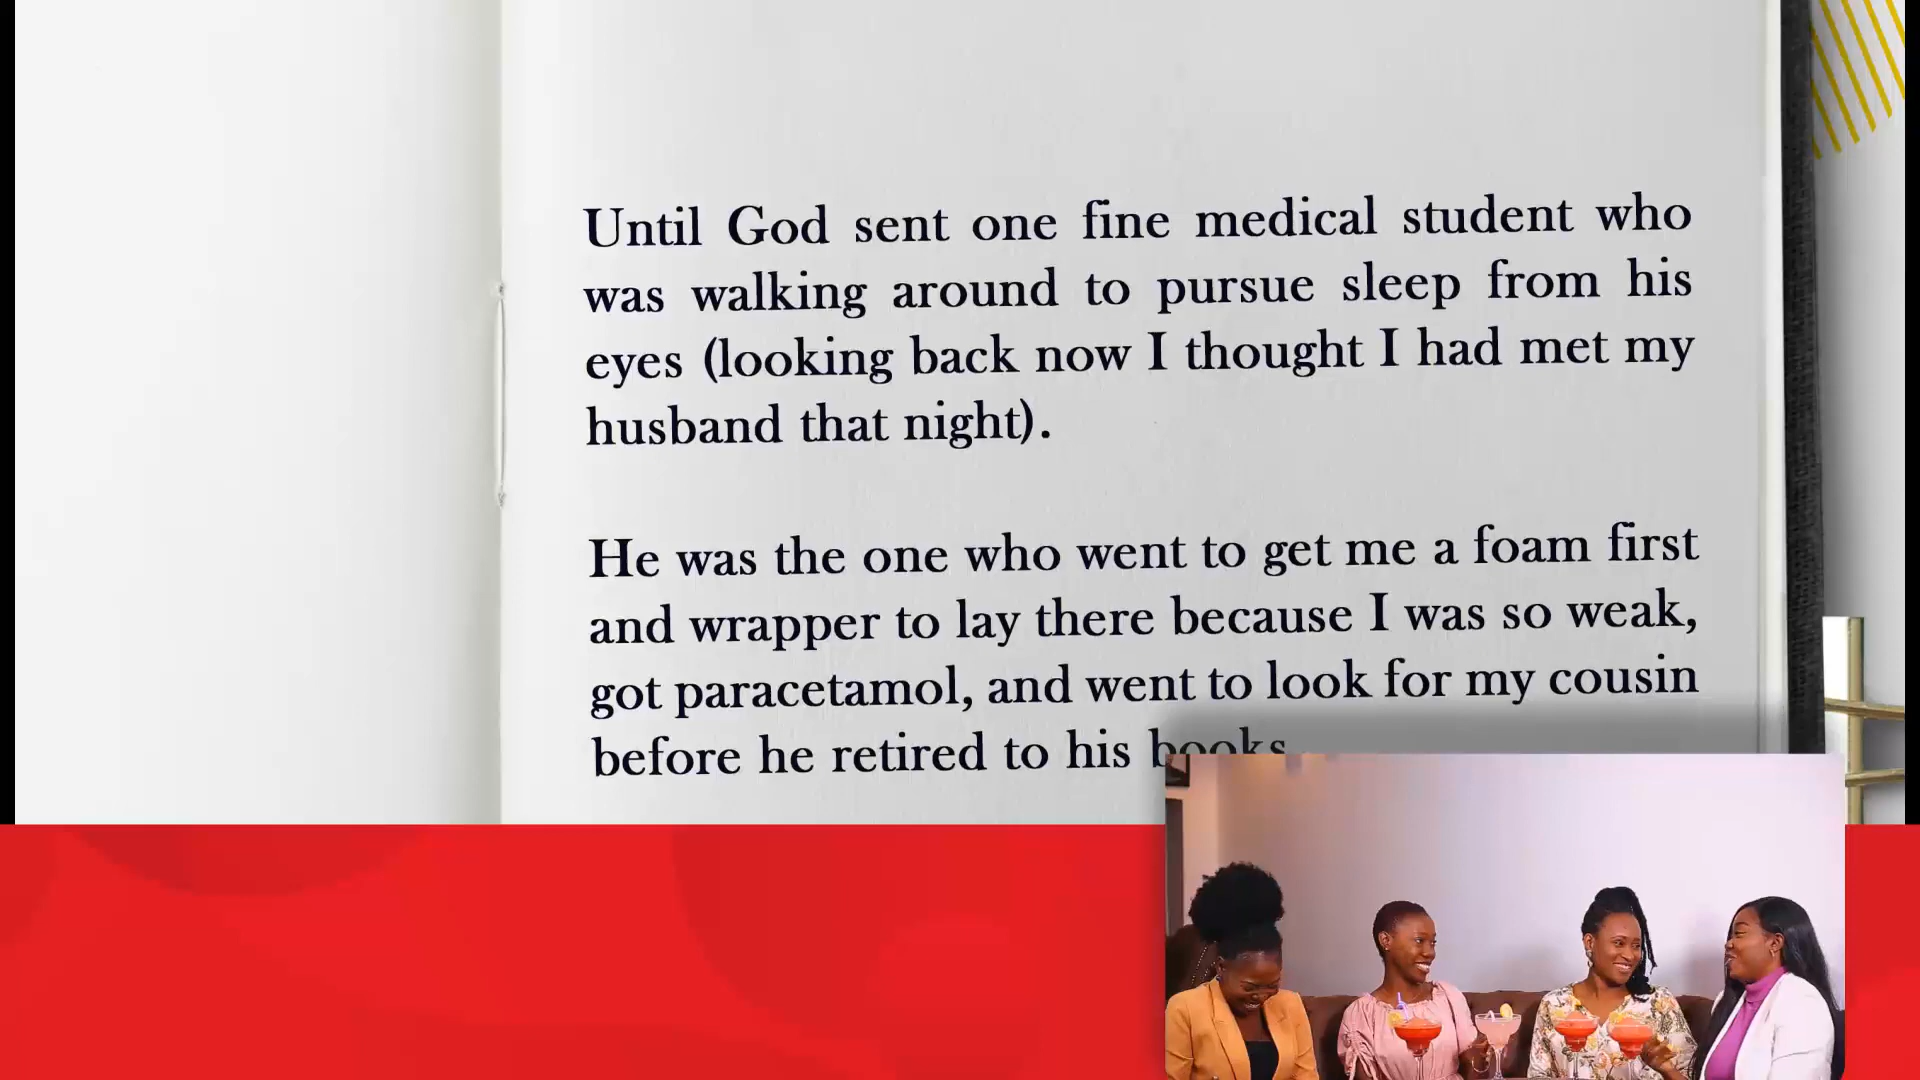 Until God sent one fine medical student who
was walking around to pursue sleep from his
eyes (looking back now I thought I had met my
husband that night).
He was the one who went to get me a foam first
and wrapper to lay there because I was so weak,
got paracetamol, and went to look for my cousin
before he retired to his books